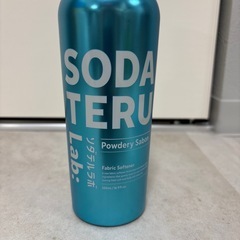 SODA
TERU
Lab:
ソダテルラボ
Powdery Sabon
Fabric Softener